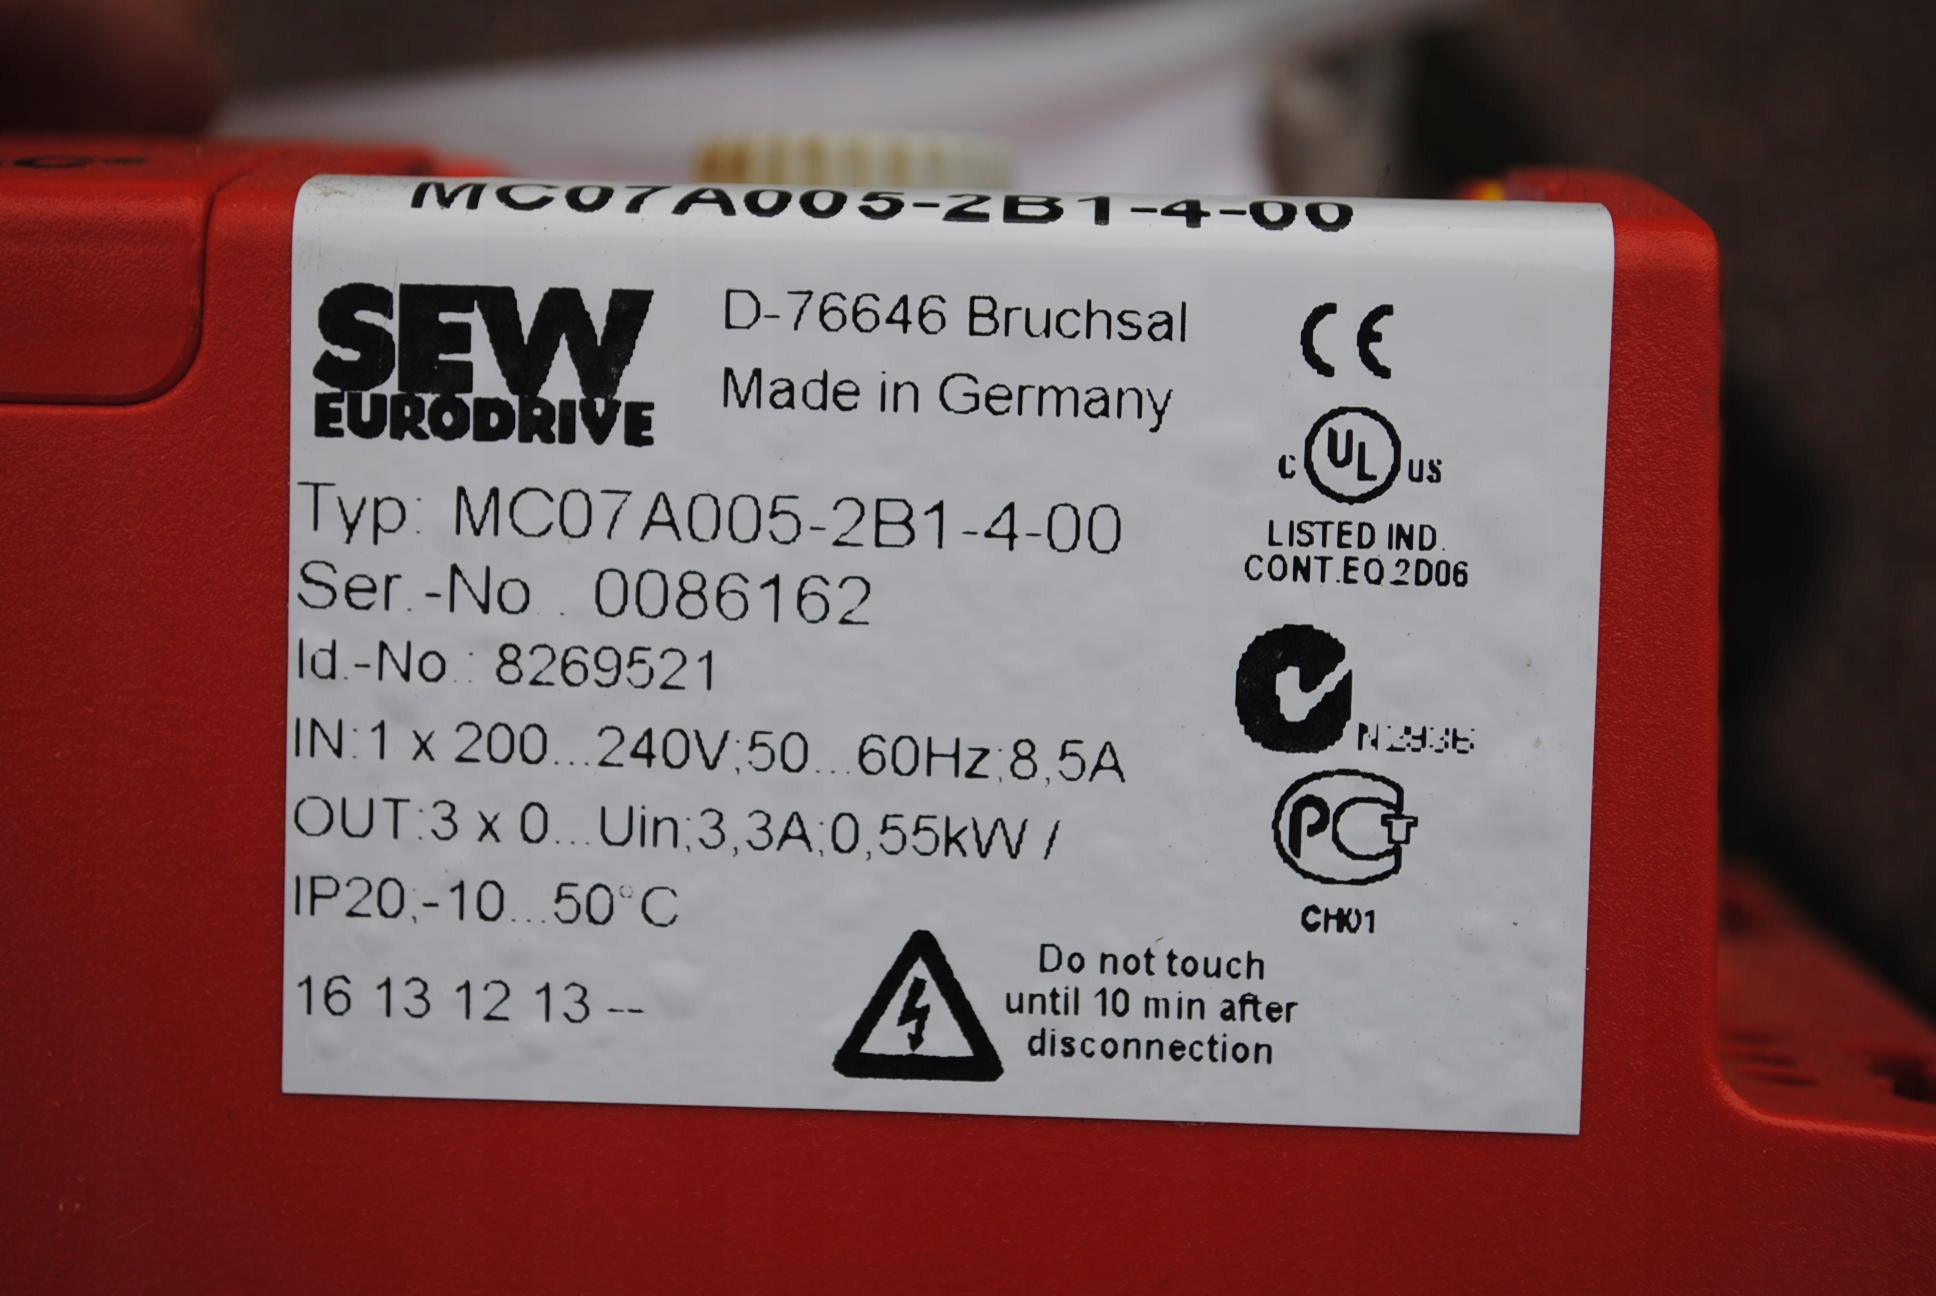 MC07A005-2B1-4-00
SEW
EURODRIVE
D-76646 Bruchsal
Made in Germany
CE
C UL US
LISTED IND.
CONT.EQ.2D06
Typ: MC07A005-2B1-4-00
Ser.-No.: 0086162
Id.-No.: 8269521
IN:1 x 200...240V;50...60Hz;8,5A
OUT:3 x 0...Uin;3,3A;0,55kW /
IP20;-10...50°C
16 13 12 13 --
PCT
CH01
Do not touch
until 10 min after
disconnection